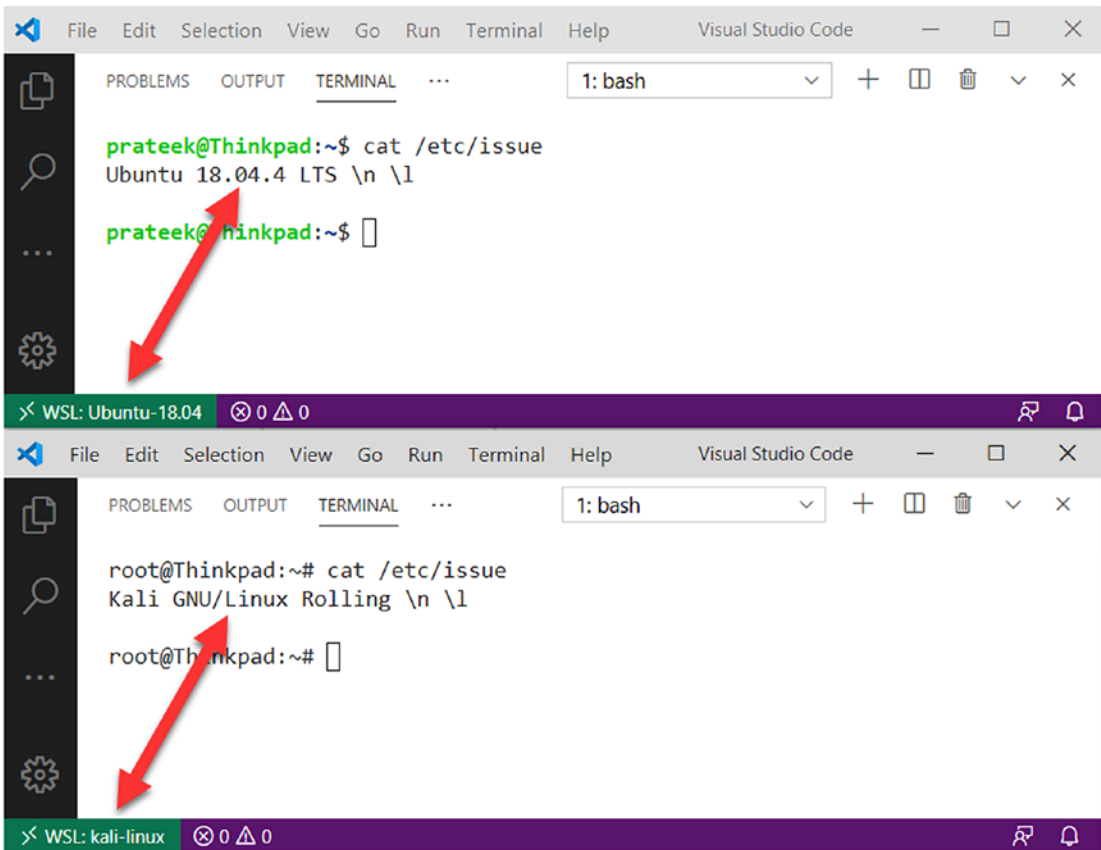 File Edit Selection View Go Run Terminal Help Visual Studio Code
PROBLEMS OUTPUT TERMINAL ··· 1: bash
prateek@Thinkpad:~$ cat /etc/issue
Ubuntu 18.04.4 LTS \n \l
prateek@Thinkpad:~$
WSL: Ubuntu-18.04 0 0
File Edit Selection View Go Run Terminal Help Visual Studio Code
PROBLEMS OUTPUT TERMINAL ··· 1: bash
root@Thinkpad:~# cat /etc/issue
Kali GNU/Linux Rolling \n \l
root@Thinkpad:~#
WSL: kali-linux 0 0